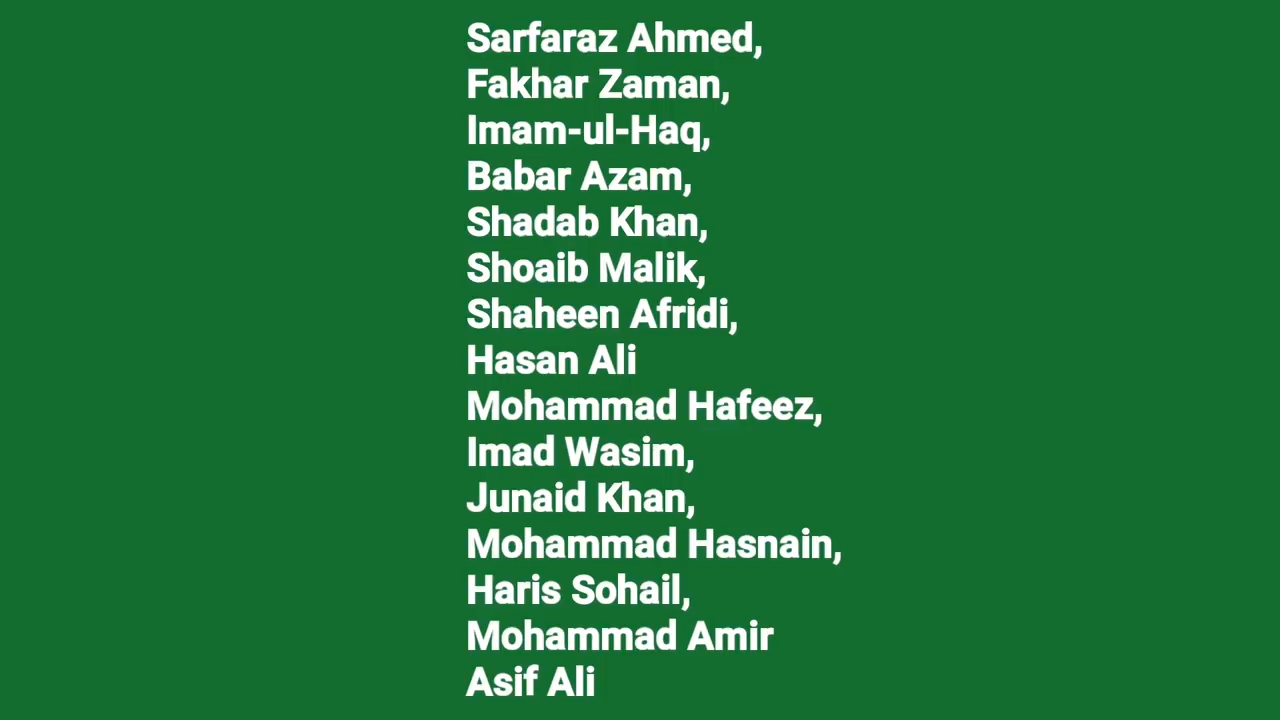 Sarfaraz Ahmed,
Fakhar Zaman,
Imam-ul-Haq,
Babar Azam,
Shadab Khan,
Shoaib Malik,
Shaheen Afridi,
Hasan Ali
Mohammad Hafeez,
Imad Wasim,
Junaid Khan,
Mohammad Hasnain,
Haris Sohail,
Mohammad Amir
Asif Ali